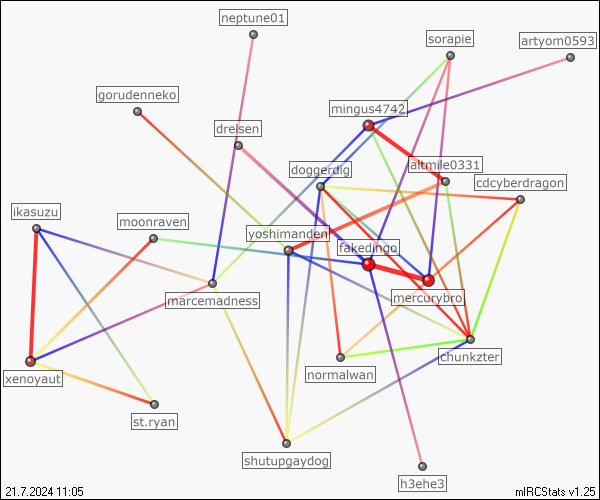 neptune01
sorapie
artyom0593
gorudenneko
mingus4742
drelsen
doggerdig
altmile0331
cdcyberdragon
ikasuzu
moonraven
yoshimanden
fakedingo
marcemadness
mercurybro
chunkzter
xenoyaut
normalwan
st.ryan
shutupgaydog
h3ehe3
21.7.2024 11:05
mIRCStats v1.25